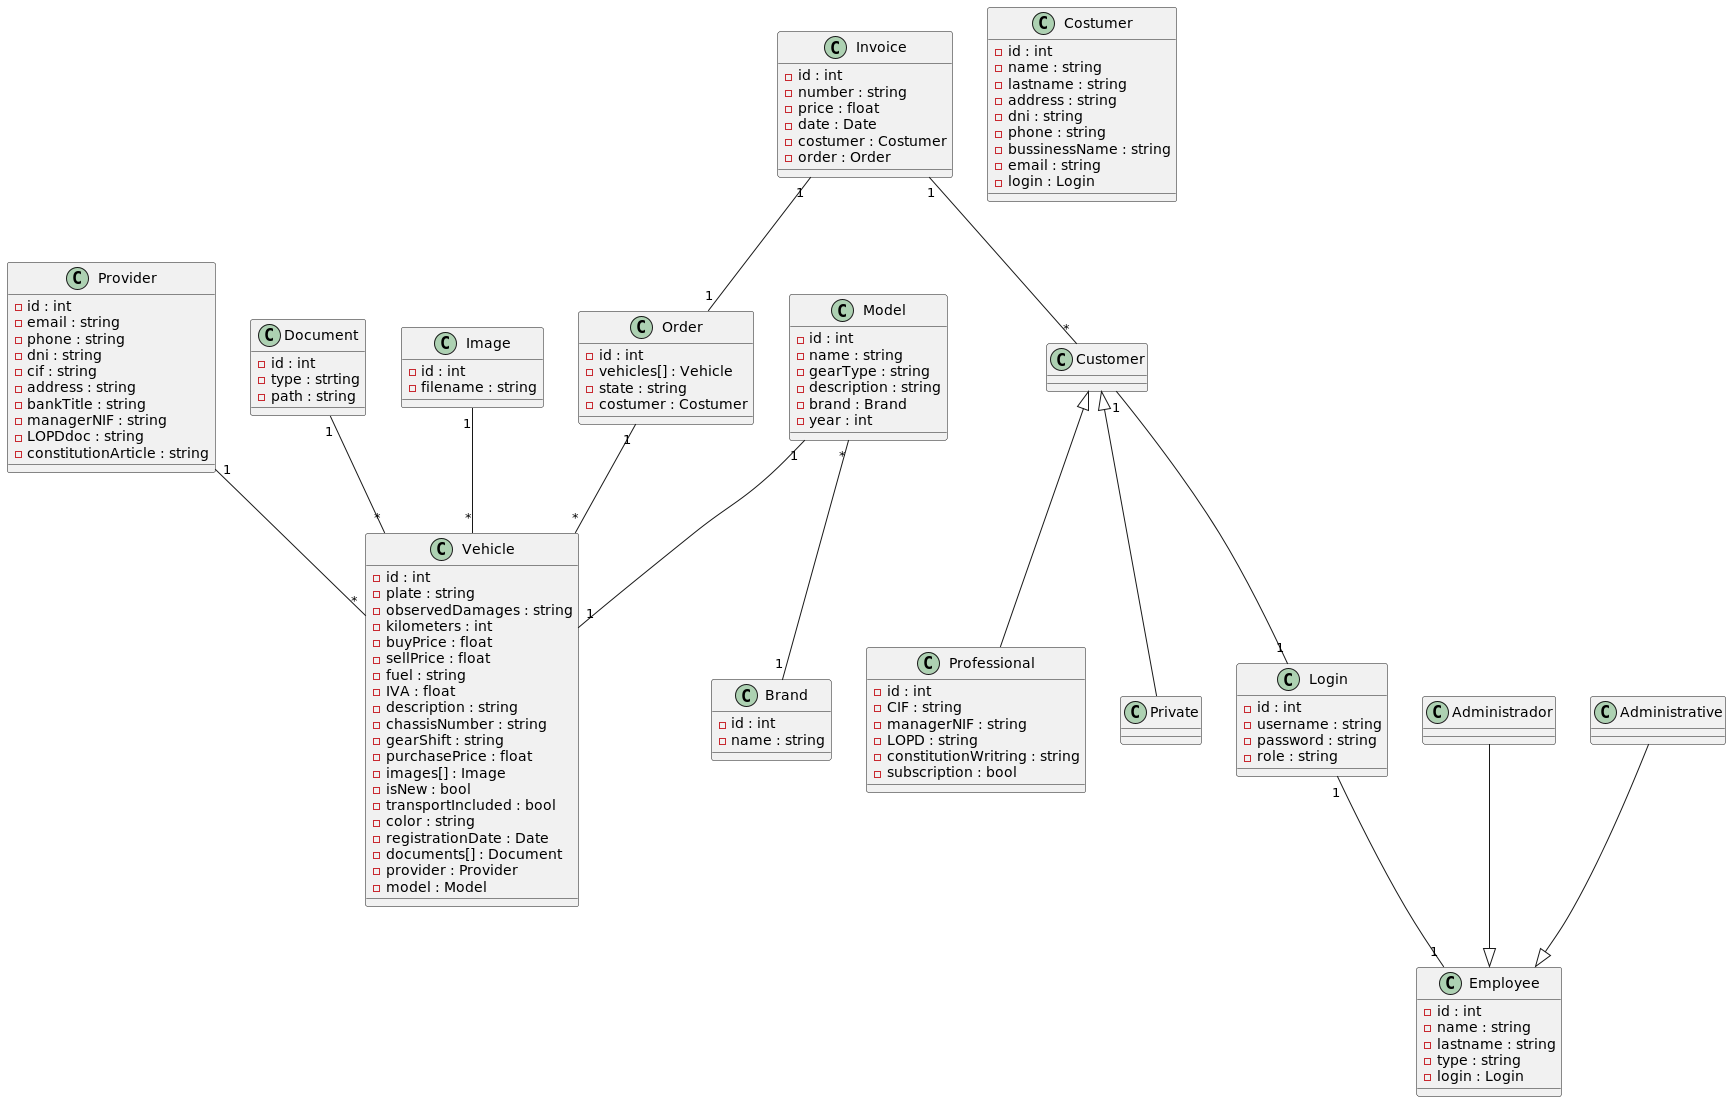 C Invoice
id : int
number : string
price : float
date : Date
costumer : Costumer
order : Order
C Costumer
id : int
name : string
lastname : string
address : string
dni : string
phone : string
bussinessName : string
email : string
login : Login
1
1
C Provider
id : int
email : string
phone : string
dni : string
cif : string
address : string
bankTitle : string
managerNIF : string
LOPDdoc : string
constitutionArticle : string
C Document
id : int
type : strting
path : string
C Image
id : int
filename : string
1
C Order
id : int
vehicles[] : Vehicle
state : string
costumer : Costumer
C Model
id : int
name : string
gearType : string
description : string
brand : Brand
year : int
*
C Customer
1
1
1
1
1
*
1
*
*
*
*
1
C Vehicle
id : int
plate : string
observedDamages : string
kilometers : int
buyPrice : float
sellPrice : float
fuel : string
IVA : float
description : string
chassisNumber : string
gearShift : string
purchasePrice : float
images[] : Image
isNew : bool
transportIncluded : bool
color : string
registrationDate : Date
documents[] : Document
provider : Provider
model : Model
1
C Brand
id : int
name : string
C Professional
id : int
CIF : string
managerNIF : string
LOPD : string
constitutionWritring : string
subscription : bool
C Private
1
C Login
id : int
username : string
password : string
role : string
C Administrador
C Administrative
1
1
C Employee
id : int
name : string
lastname : string
type : string
login : Login